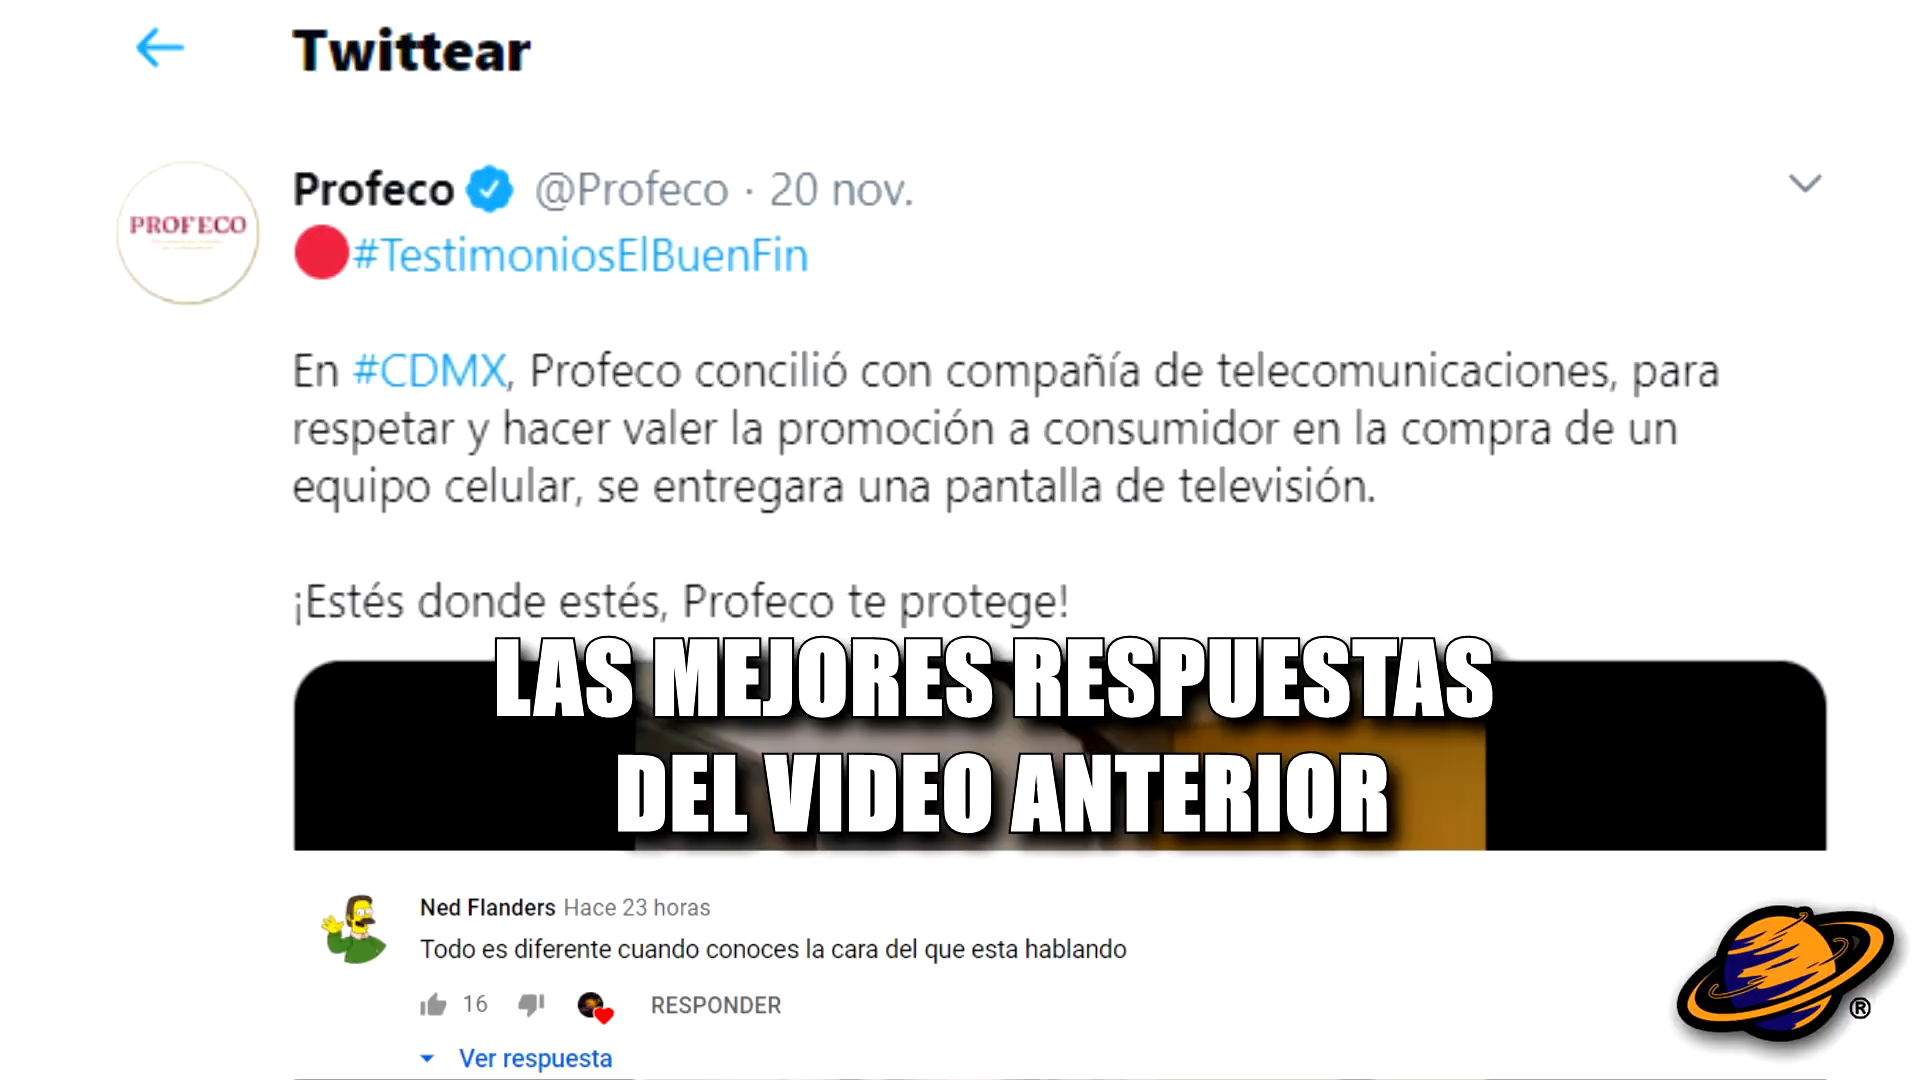 Twittear
Profeco @Profeco · 20 nov.
PROFECO
#TestimoniosElBuenFin
En #CDMX, Profeco concilió con compañía de telecomunicaciones, para
respetar y hacer valer la promoción a consumidor en la compra de un
equipo celular, se entregara una pantalla de televisión.
¡Estés donde estés, Profeco te protege!
LAS MEJORES RESPUESTAS
DEL VIDEO ANTERIOR
Ned Flanders Hace 23 horas
Todo es diferente cuando conoces la cara del que esta hablando
16 RESPONDER
Ver respuesta
®